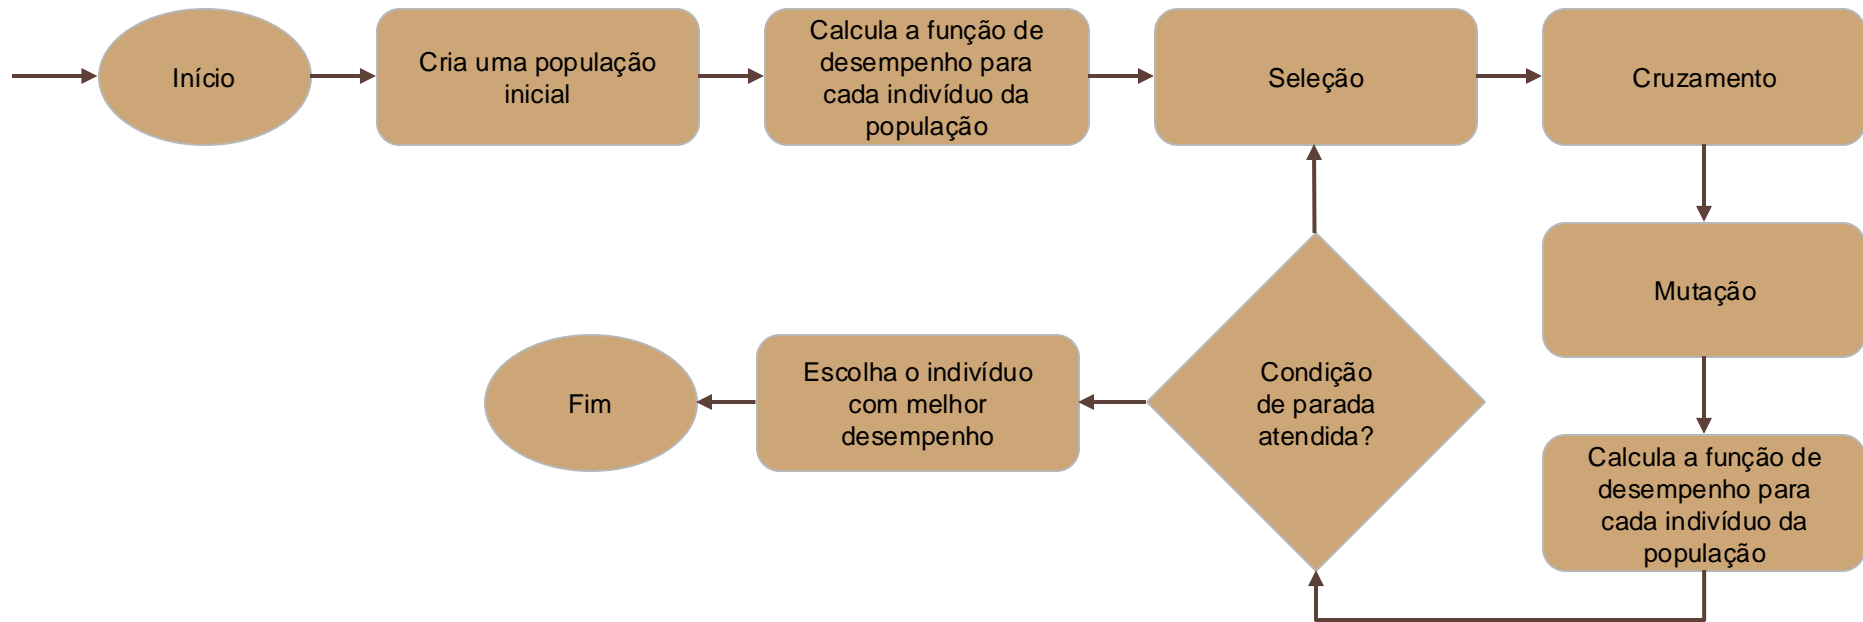 Início
Cria uma população
inicial
Calcula a função de
desempenho para
cada indivíduo da
população
Seleção
Cruzamento
Mutação
Calcula a função de
desempenho para
cada indivíduo da
população
Condição
de parada
atendida?
Escolha o indivíduo
com melhor
desempenho
Fim